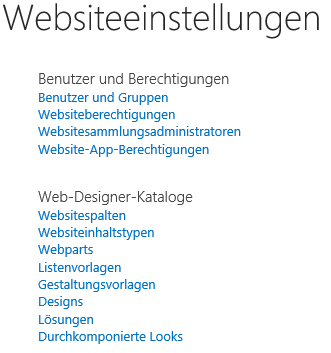 Websiteeinstellungen
Benutzer und Berechtigungen
Benutzer und Gruppen
Websiteberechtigungen
Websitesammlungsadministratoren
Website-App-Berechtigungen
Web-Designer-Kataloge
Websitespalten
Websiteinhaltstypen
Webparts
Listenvorlagen
Gestaltungsvorlagen
Designs
Lösungen
Durchkomponierte Looks